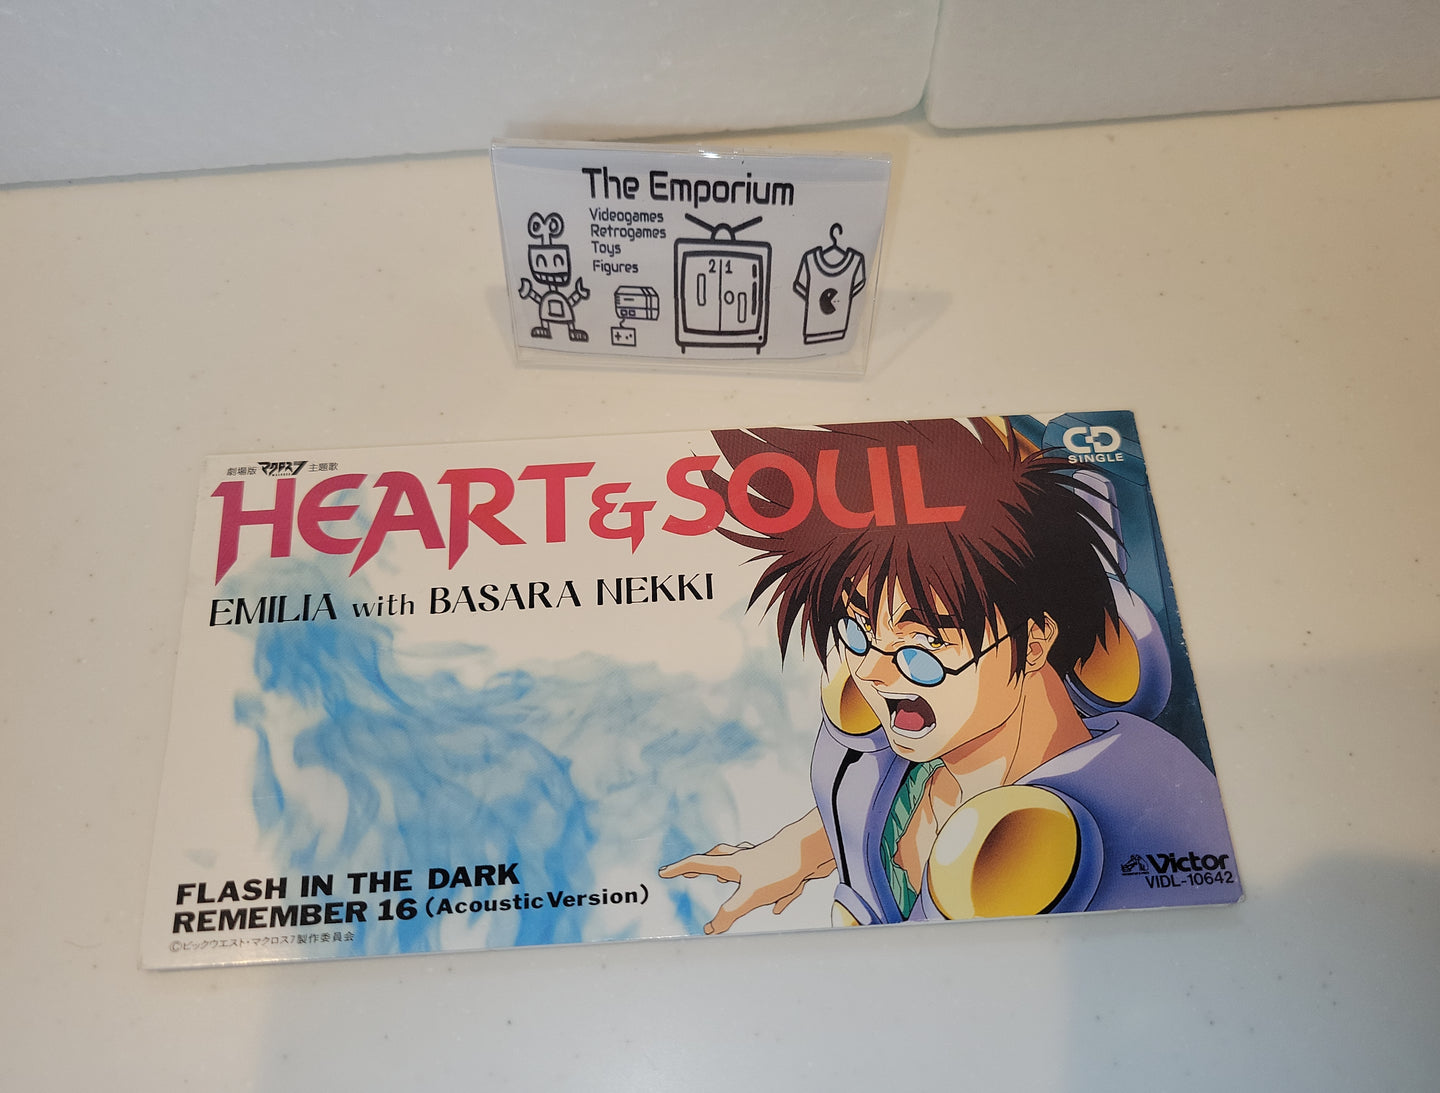 The Emporium
Videogames
Retrogames
Toys
Figures
2 1
劇場版 マクロス7 主題歌
HEART & SOUL
CD
SINGLE
EMILIA with BASARA NEKKI
FLASH IN THE DARK
REMEMBER 16 (Acoustic Version)
©ビックウエスト・マクロス7製作委員会
Victor
VIDL-10642